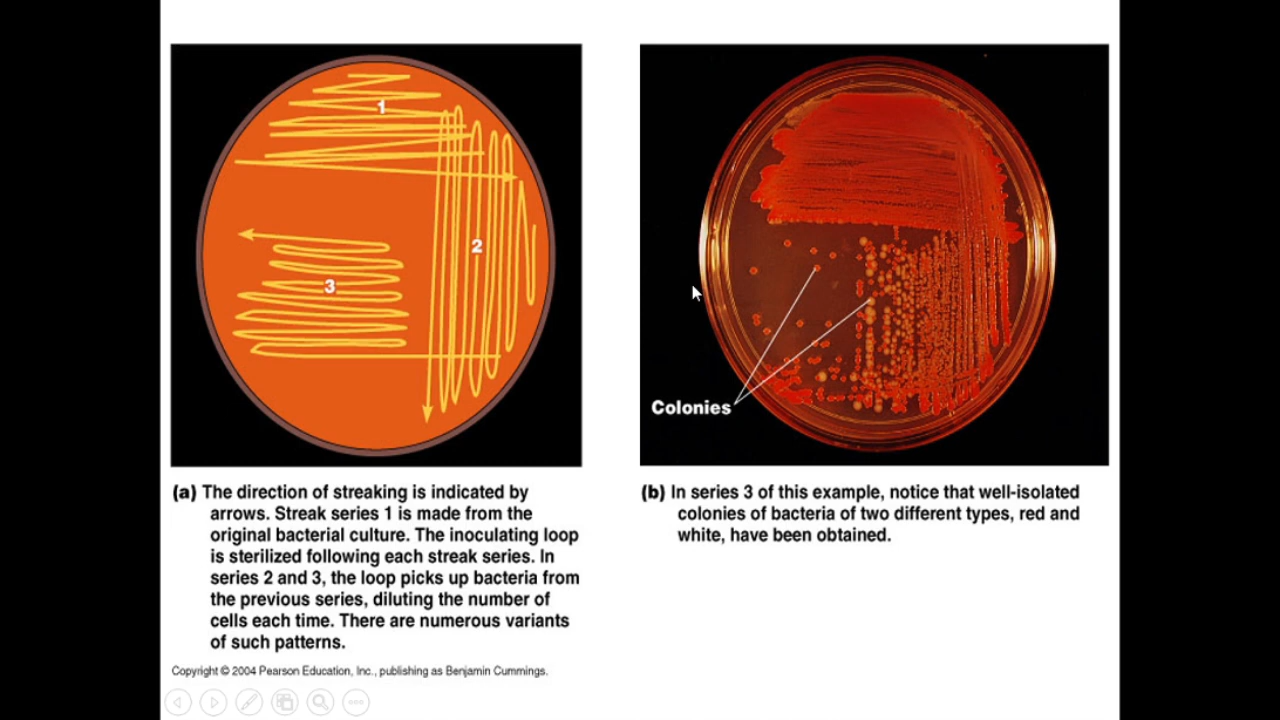 1
2
3
Colonies
(a) The direction of streaking is indicated by
arrows. Streak series 1 is made from the
original bacterial culture. The inoculating loop
is sterilized following each streak series. In
series 2 and 3, the loop picks up bacteria from
the previous series, diluting the number of
cells each time. There are numerous variants
of such patterns.
(b) In series 3 of this example, notice that well-isolated
colonies of bacteria of two different types, red and
white, have been obtained.
Copyright © 2004 Pearson Education, Inc., publishing as Benjamin Cummings.